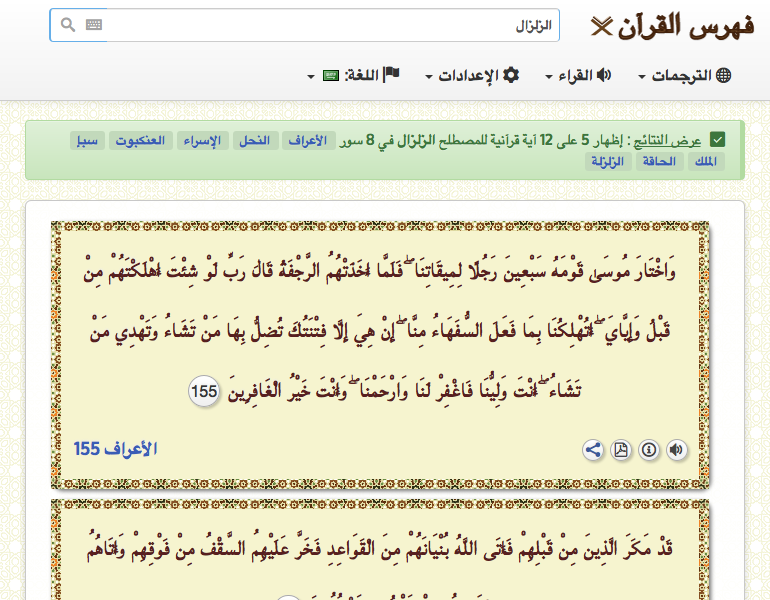 فهرس القرآن
الزلزال
الترجمات القراء الإعدادات اللغة:
عرض النتائج : إظهار 5 على 12 آية قرآنية للمصطلح الزلزال في 8 سور الأعراف النحل الإسراء العنكبوت سبإ
الملك الحاقة الزلزلة
وَاخْتَارَ مُوسَىٰ قَوْمَهُ سَبْعِينَ رَجُلًا لِمِيقَاتِنَا ۖ فَلَمَّا أَخَذَتْهُمُ الرَّجْفَةُ قَالَ رَبِّ لَوْ شِئْتَ أَهْلَكْتَهُمْ مِنْ
قَبْلُ وَإِيَّايَ ۖ أَتُهْلِكُنَا بِمَا فَعَلَ السُّفَهَاءُ مِنَّا ۖ إِنْ هِيَ إِلَّا فِتْنَتُكَ تُضِلُّ بِهَا مَنْ تَشَاءُ وَتَهْدِي مَنْ
تَشَاءُ ۖ أَنْتَ وَلِيُّنَا فَاغْفِرْ لَنَا وَارْحَمْنَا ۖ وَأَنْتَ خَيْرُ الْغَافِرِينَ 155
الأعراف 155
قَدْ مَكَرَ الَّذِينَ مِنْ قَبْلِهِمْ فَأَتَى اللَّهُ بُنْيَانَهُمْ مِنَ الْقَوَاعِدِ فَخَرَّ عَلَيْهِمُ السَّقْفُ مِنْ فَوْقِهِمْ وَأَتَاهُمُ